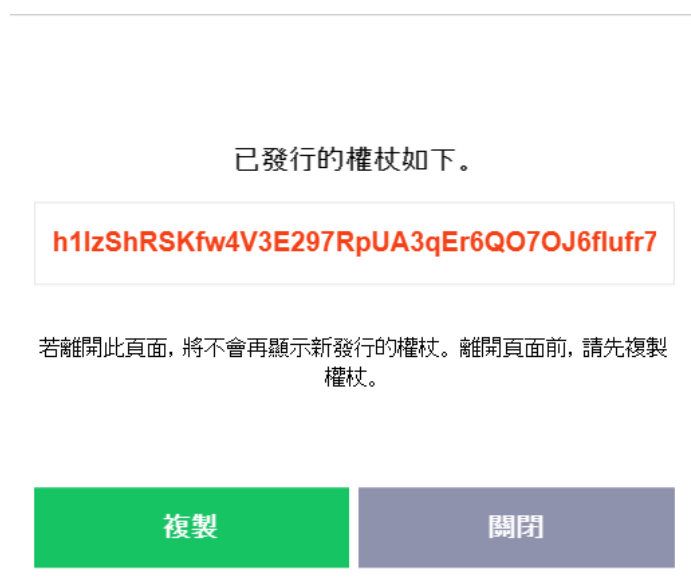 已發行的權杖如下。
h1IzShRSKfw4V3E297RpUA3qEr6QO7OJ6fIufr7
若離開此頁面, 將不會再顯示新發行的權杖。離開頁面前, 請先複製
權杖。
複製
關閉